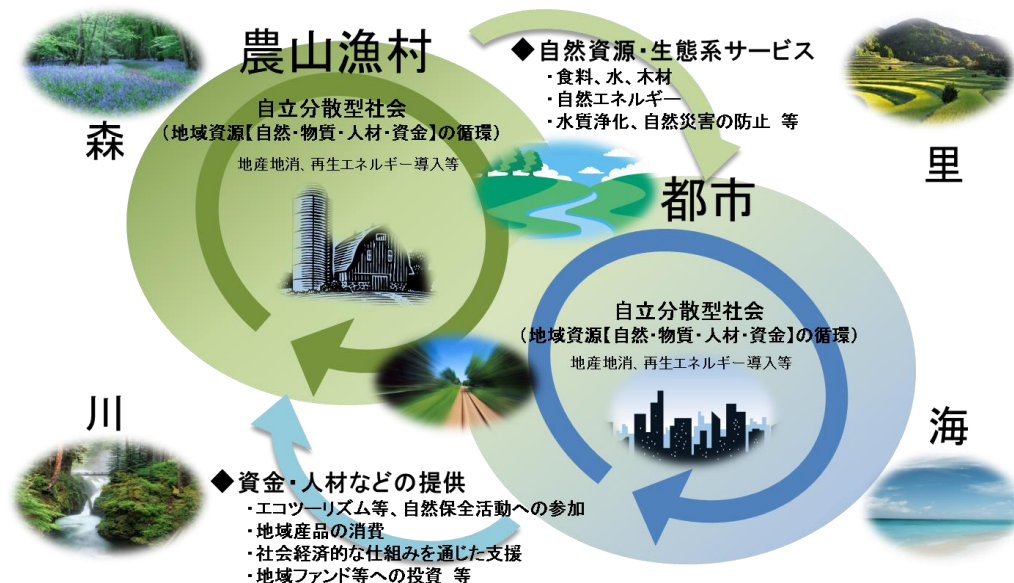 農山漁村
自立分散型社会
(地域資源【自然・物質・人材・資金】の循環)
地産地消、再生エネルギー導入等
◆自然資源・生態系サービス
・食料、水、木材
・自然エネルギー
・水質浄化、自然災害の防止 等
森
里
都市
自立分散型社会
(地域資源【自然・物質・人材・資金】の循環)
地産地消、再生エネルギー導入等
川
海
◆資金・人材などの提供
・エコツーリズム等、自然保全活動への参加
・地域産品の消費
・社会経済的な仕組みを通じた支援
・地域ファンド等への投資 等